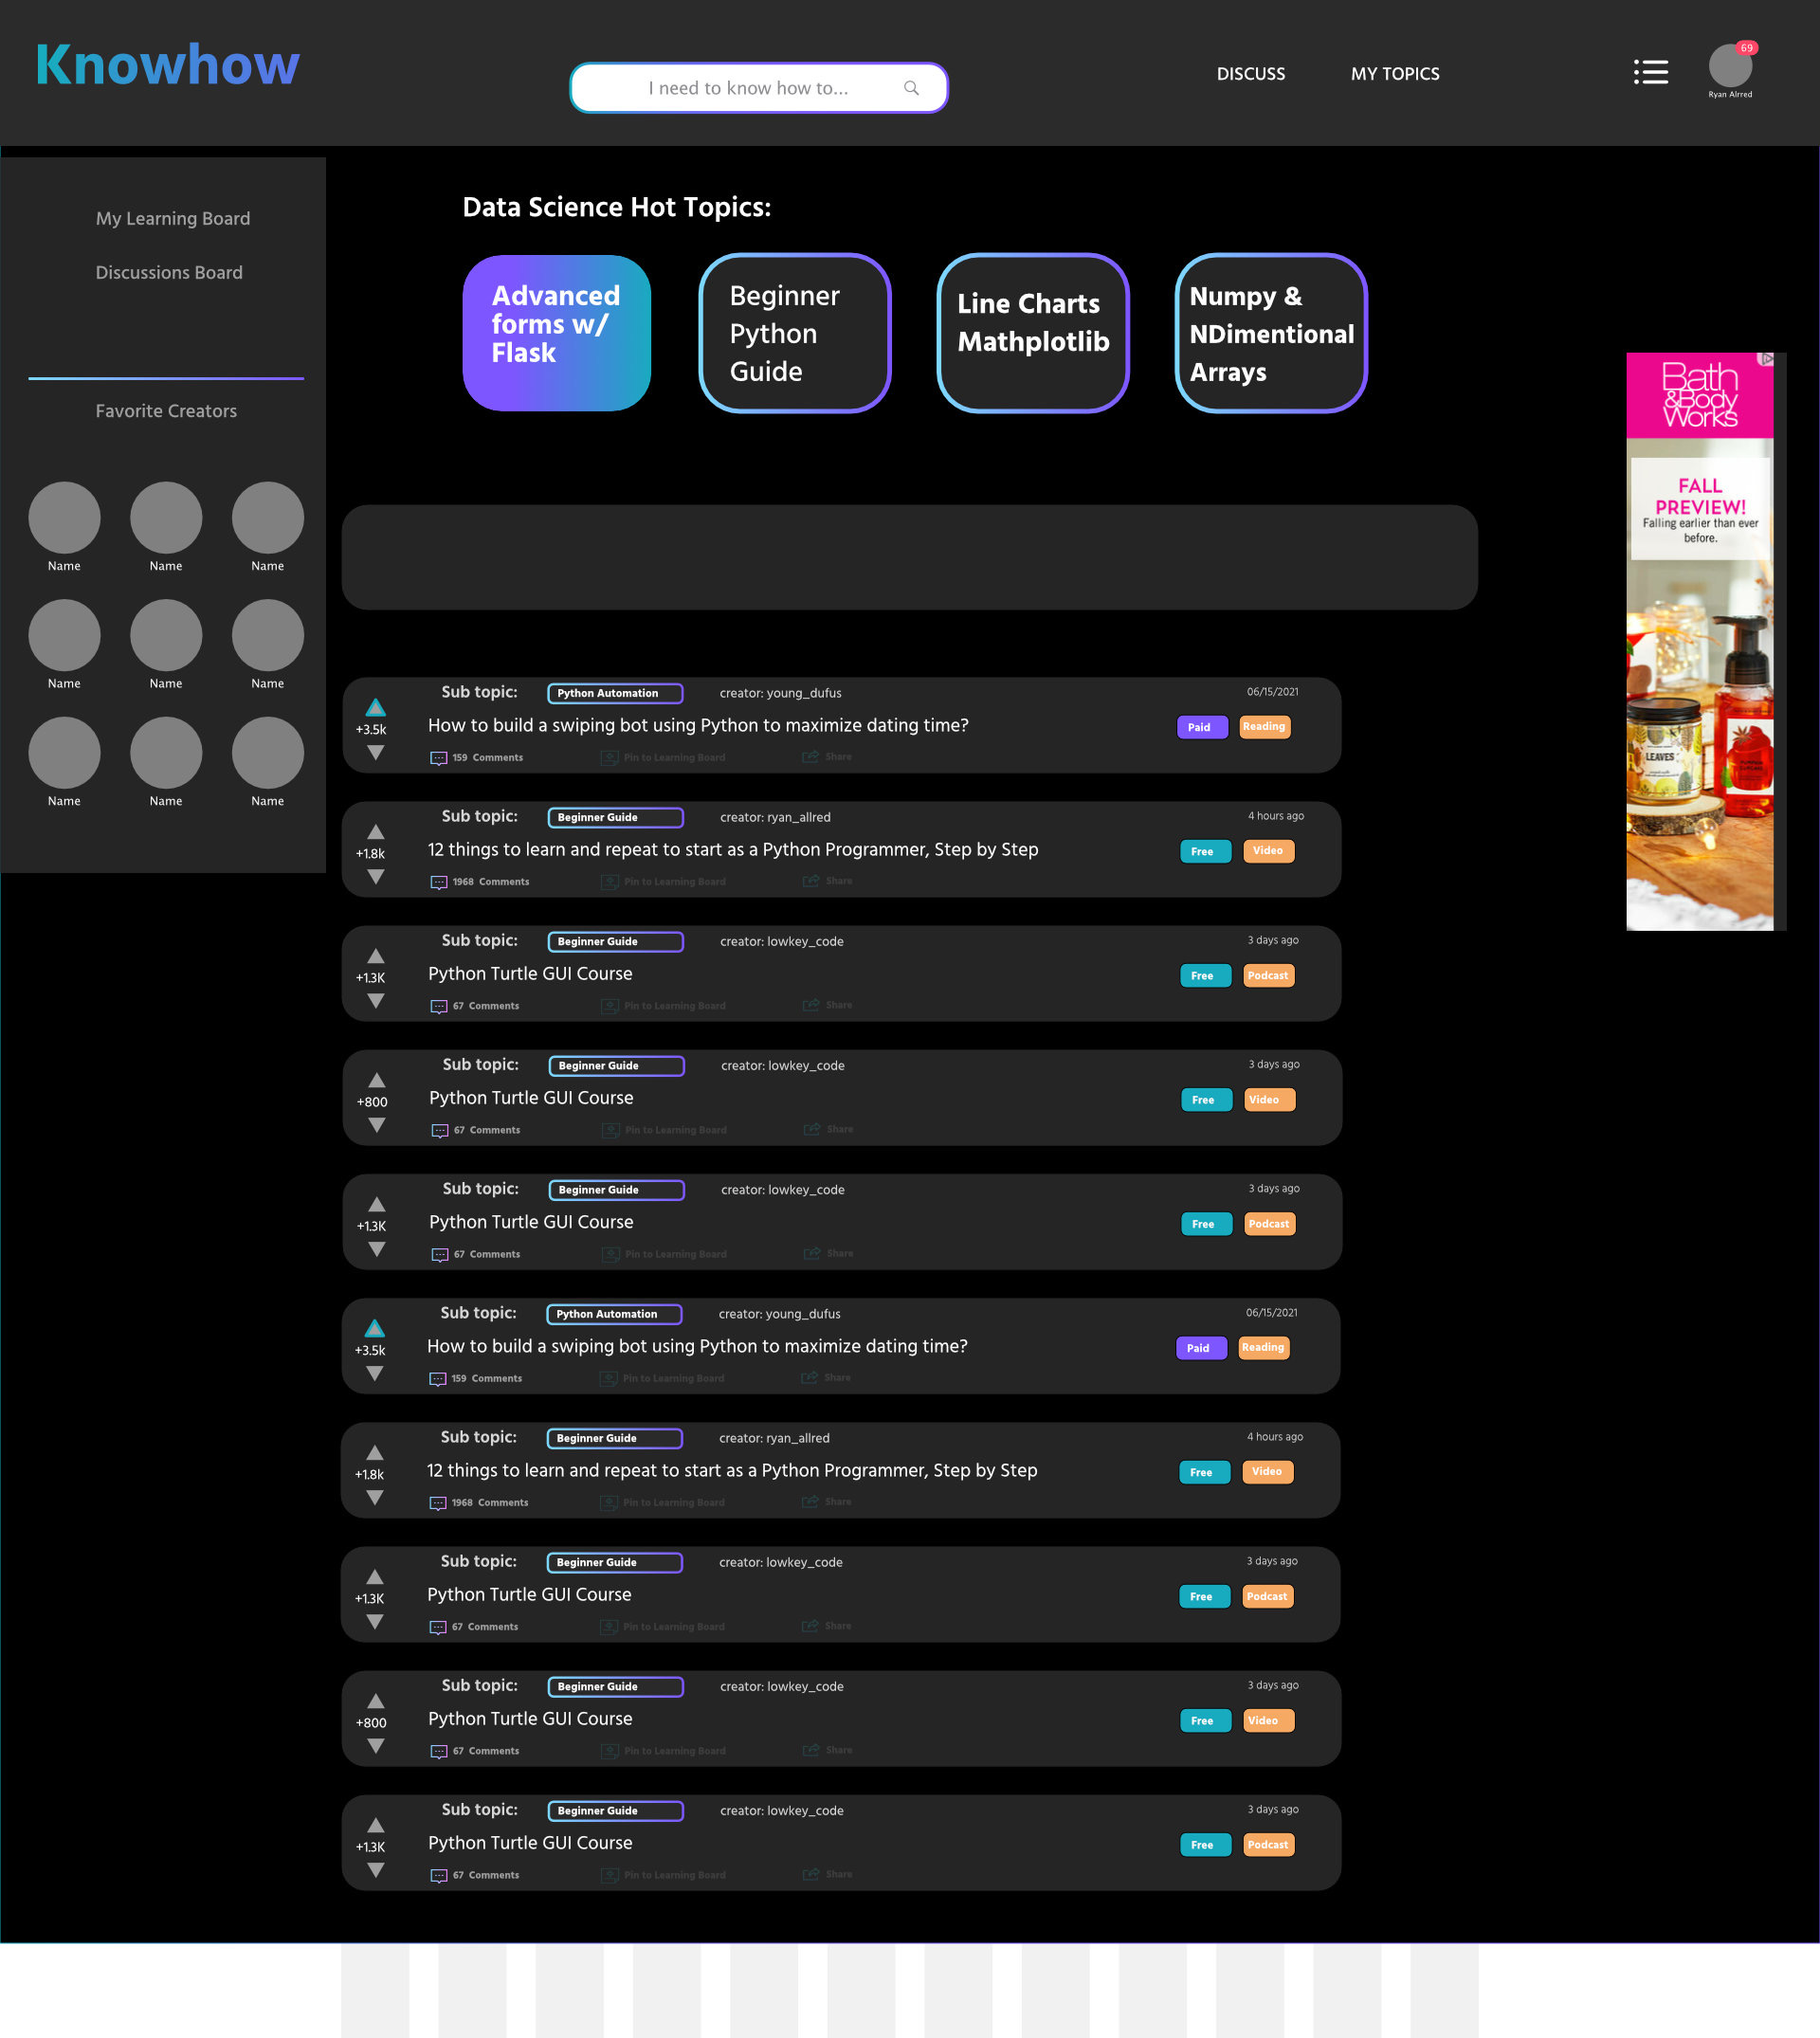 Knowhow
I need to know how to...
DISCUSS
MY TOPICS
69
Ryan Alrred
My Learning Board
Discussions Board
Favorite Creators
Name Name Name
Name Name Name
Name Name Name
Data Science Hot Topics:
Advanced
forms w/
Flask
Beginner
Python
Guide
Line Charts
Mathplotlib
Numpy &
NDimentional
Arrays
Bath
&Body
Works
FALL
PREVIEW!
Falling earlier than ever
before.
LEAVES
Sub topic: Python Automation creator: young_dufus 06/15/2021
+3.5k How to build a swiping bot using Python to maximize dating time? Paid Reading
159 Comments Pin to Learning Board Share
Sub topic: Beginner Guide creator: ryan_allred 4 hours ago
+1.8k 12 things to learn and repeat to start as a Python Programmer, Step by Step Free Video
1968 Comments Pin to Learning Board Share
Sub topic: Beginner Guide creator: lowkey_code 3 days ago
+1.3K Python Turtle GUI Course Free Podcast
67 Comments Pin to Learning Board Share
Sub topic: Beginner Guide creator: lowkey_code 3 days ago
+800 Python Turtle GUI Course Free Video
67 Comments Pin to Learning Board Share
Sub topic: Beginner Guide creator: lowkey_code 3 days ago
+1.3K Python Turtle GUI Course Free Podcast
67 Comments Pin to Learning Board Share
Sub topic: Python Automation creator: young_dufus 06/15/2021
+3.5k How to build a swiping bot using Python to maximize dating time? Paid Reading
159 Comments Pin to Learning Board Share
Sub topic: Beginner Guide creator: ryan_allred 4 hours ago
+1.8k 12 things to learn and repeat to start as a Python Programmer, Step by Step Free Video
1968 Comments Pin to Learning Board Share
Sub topic: Beginner Guide creator: lowkey_code 3 days ago
+1.3K Python Turtle GUI Course Free Podcast
67 Comments Pin to Learning Board Share
Sub topic: Beginner Guide creator: lowkey_code 3 days ago
+800 Python Turtle GUI Course Free Video
67 Comments Pin to Learning Board Share
Sub topic: Beginner Guide creator: lowkey_code 3 days ago
+1.3K Python Turtle GUI Course Free Podcast
67 Comments Pin to Learning Board Share